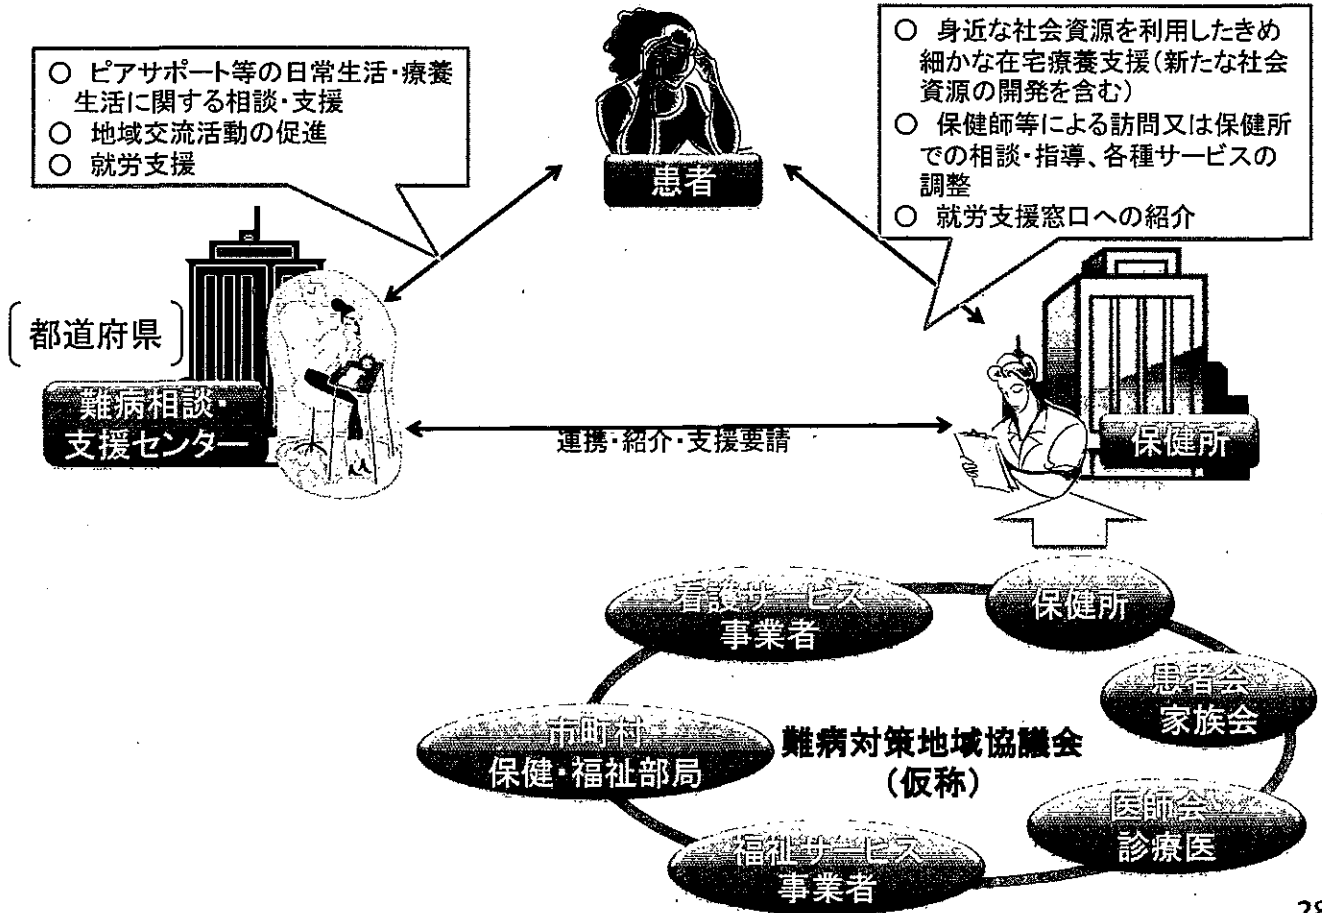 ○ ピアサポート等の日常生活・療養
生活に関する相談・支援
○ 地域交流活動の促進
○ 就労支援
患者
○ 身近な社会資源を利用したきめ
細かな在宅療養支援(新たな社会
資源の開発を含む)
○ 保健師等による訪問又は保健所
での相談・指導、各種サービスの
調整
○ 就労支援窓口への紹介
〔都道府県〕
難病相談・
支援センター
連携・紹介・支援要請
保健所
看護サービス
事業者
保健所
患者会・
家族会
市町村
保健・福祉部局
難病対策地域協議会
(仮称)
医師会
診療医
福祉サービス
事業者
28